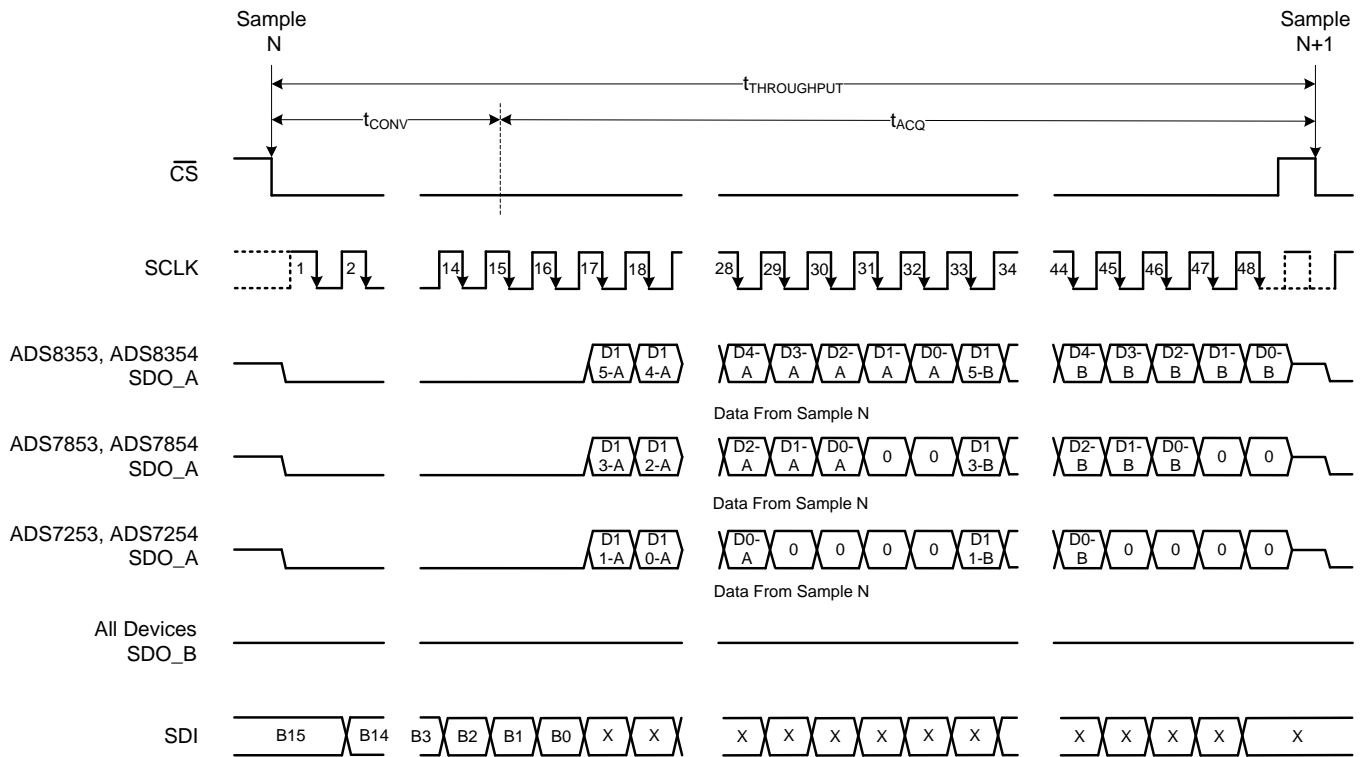 Sample
N
Sample
N+1
tTHROUGHPUT
tCONV
tACQ
CS
SCLK
1 2 14 15 16 17 18 28 29 30 31 32 33 34 44 45 46 47 48
ADS8353, ADS8354
SDO_A
D1
5-A
D1
4-A
D4-
A
D3-
A
D2-
A
D1-
A
D0-
A
D1
5-B
D4-
B
D3-
B
D2-
B
D1-
B
D0-
B
Data From Sample N
ADS7853, ADS7854
SDO_A
D1
3-A
D1
2-A
D2-
A
D1-
A
D0-
A
0
0
D1
3-B
D2-
B
D1-
B
D0-
B
0
0
Data From Sample N
ADS7253, ADS7254
SDO_A
D1
1-A
D1
0-A
D0-
A
0
0
0
0
D1
1-B
D0-
B
0
0
0
0
Data From Sample N
All Devices
SDO_B
SDI
B15 B14 B3 B2 B1 B0 X X X X X X X X X X X X X